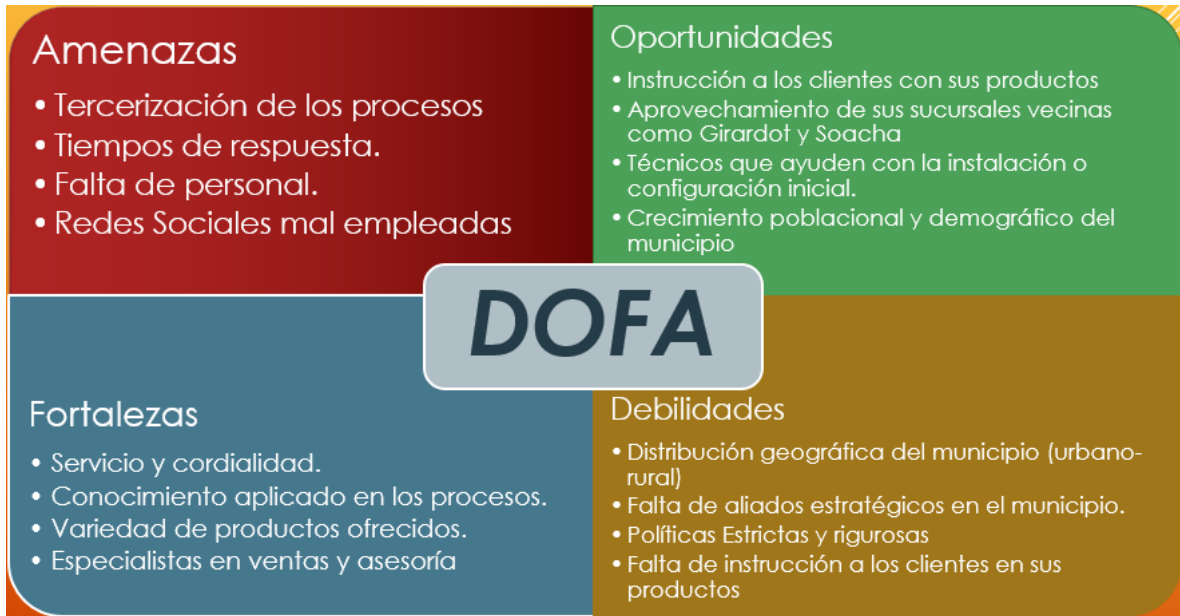 Amenazas
• Tercerización de los procesos
• Tiempos de respuesta.
• Falta de personal.
• Redes Sociales mal empleadas
Oportunidades
• Instrucción a los clientes con sus productos
• Aprovechamiento de sus sucursales vecinas
como Girardot y Soacha
• Técnicos que ayuden con la instalación o
configuración inicial.
• Crecimiento poblacional y demográfico del
municipio
DOFA
Fortalezas
• Servicio y cordialidad.
• Conocimiento aplicado en los procesos.
• Variedad de productos ofrecidos.
• Especialistas en ventas y asesoría
Debilidades
• Distribución geográfica del municipio (urbano-
rural)
• Falta de aliados estratégicos en el municipio.
• Políticas Estrictas y rigurosas
• Falta de instrucción a los clientes en sus
productos